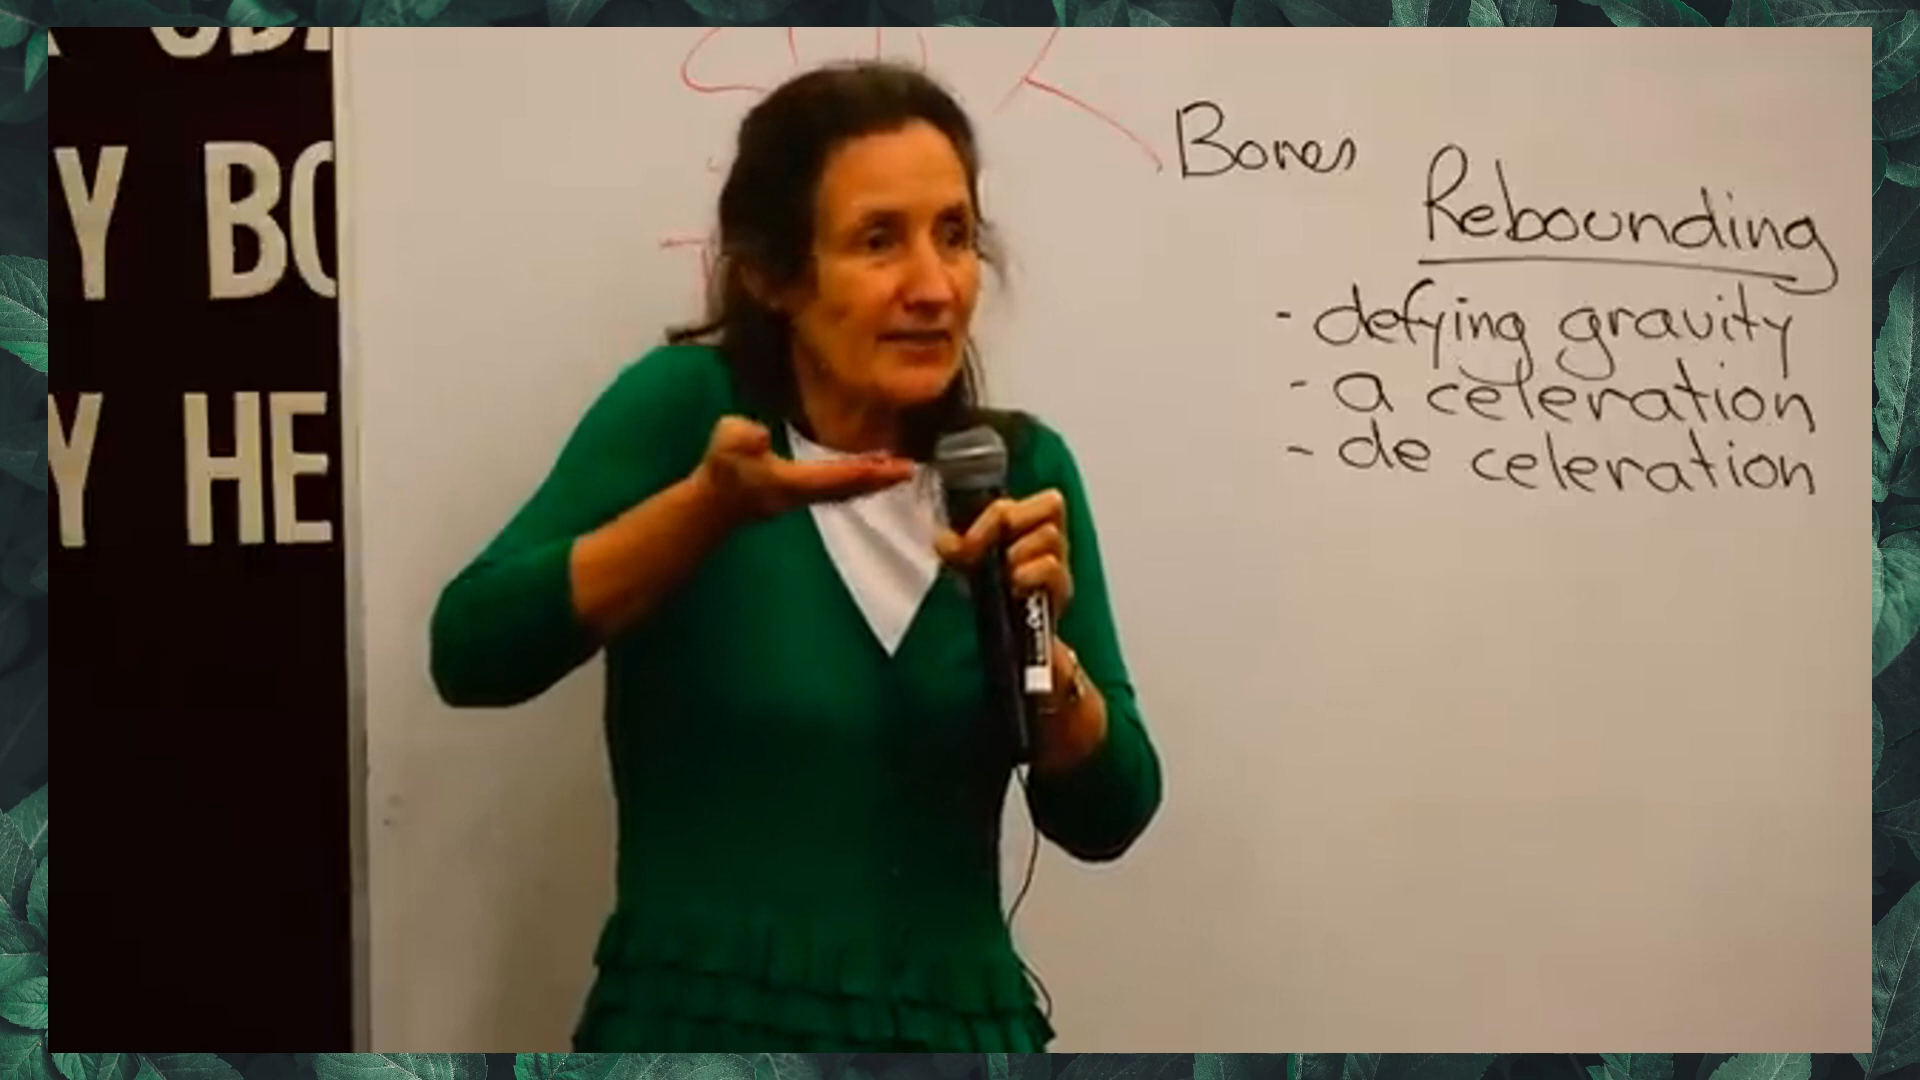 Y BO
Y HE
Bones
Rebounding
- defying gravity
- a celeration
- de celeration